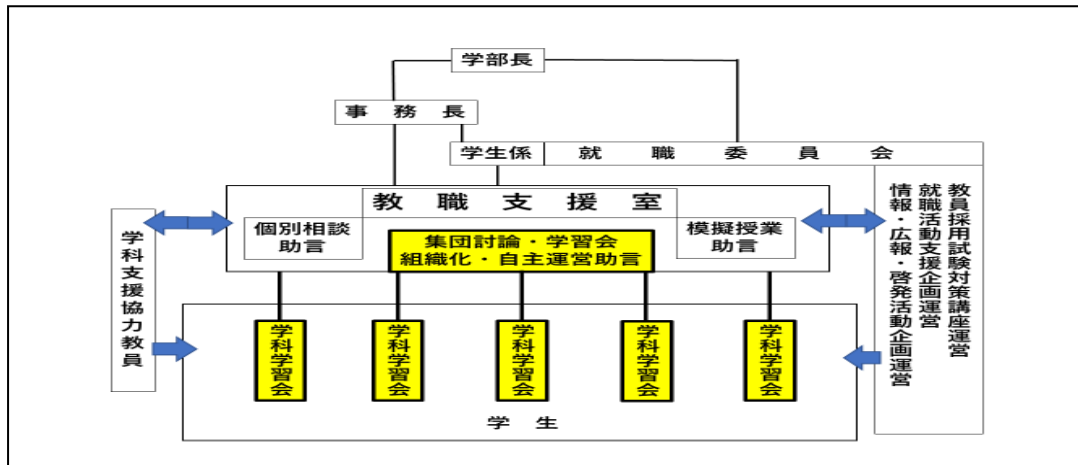 学部長
事務長
学生係
就職委員会
教職支援室
個別相談
助言
集団討論・学習会
組織化・自主運営助言
模擬授業
助言
学科支援協力教員
教員採用試験対策講座運営
就職活動支援企画運営
情報・広報・啓発活動企画運営
学科学習会
学科学習会
学科学習会
学科学習会
学科学習会
学生